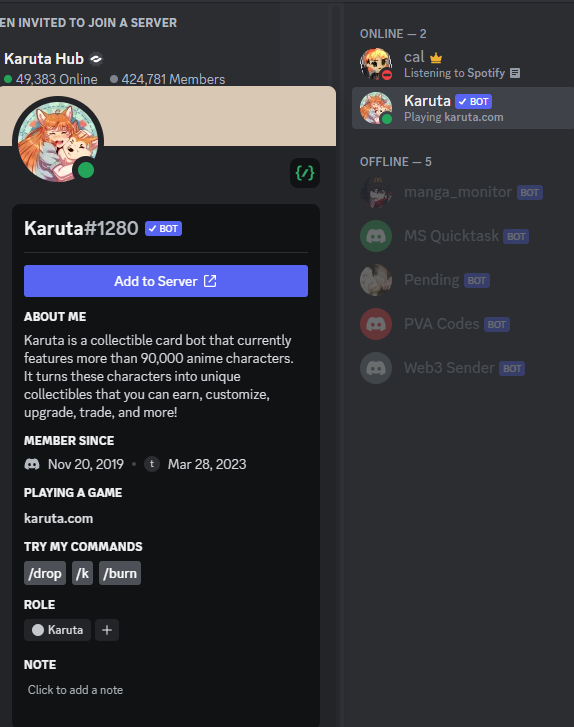 EN INVITED TO JOIN A SERVER
Karuta Hub
49,383 Online 424,781 Members
Karuta#1280 BOT
Add to Server
ABOUT ME
Karuta is a collectible card bot that currently
features more than 90,000 anime characters.
It turns these characters into unique
collectibles that you can earn, customize,
upgrade, trade, and more!
MEMBER SINCE
Nov 20, 2019 • t Mar 28, 2023
PLAYING A GAME
karuta.com
TRY MY COMMANDS
/drop /k /burn
ROLE
Karuta +
NOTE
Click to add a note
ONLINE — 2
cal
Listening to Spotify
Karuta BOT
Playing karuta.com
OFFLINE — 5
manga_monitor BOT
MS Quicktask BOT
Pending BOT
PVA Codes BOT
Web3 Sender BOT